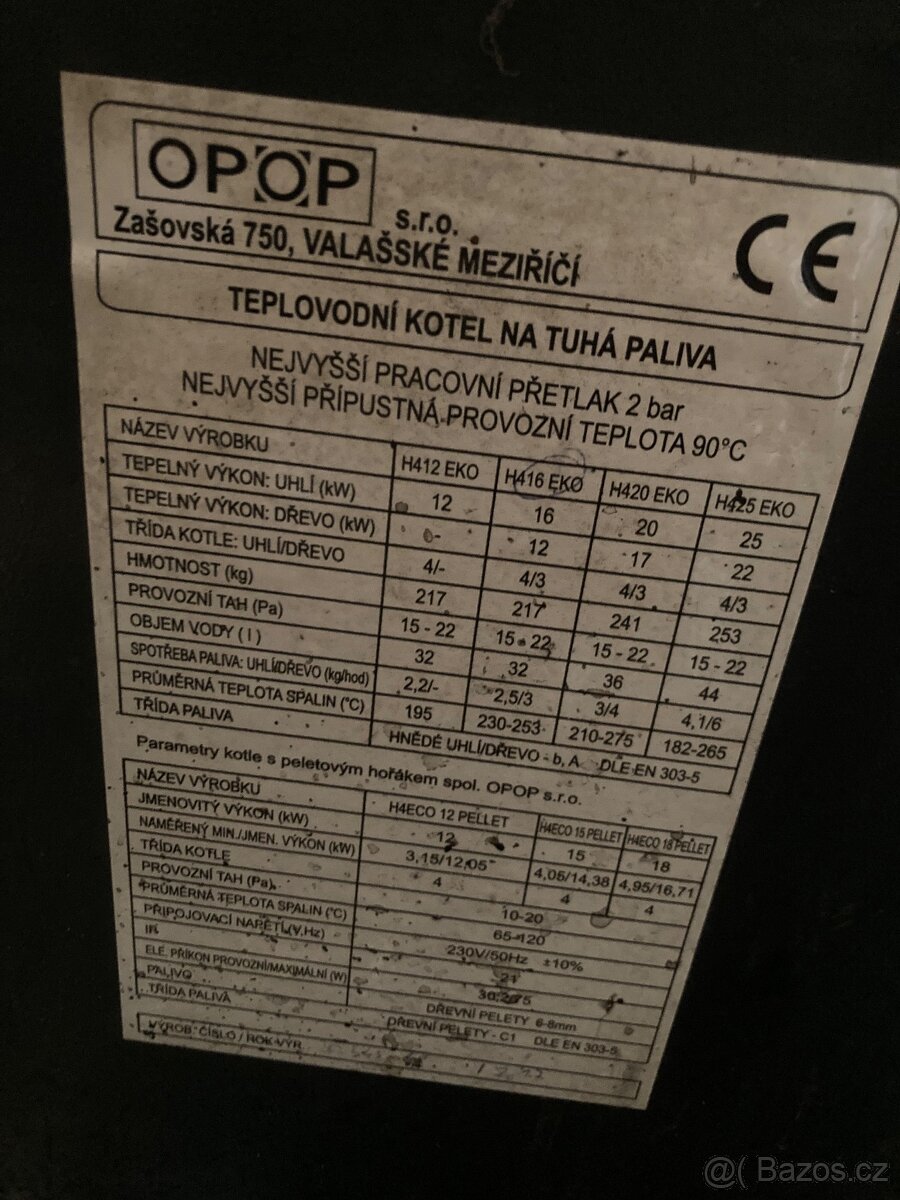 OPOP s.r.o.
Zašovská 750, VALAŠSKÉ MEZIŘÍČÍ
CE
TEPLOVODNÍ KOTEL NA TUHÁ PALIVA
NEJVYŠŠÍ PRACOVNÍ PŘETLAK 2 bar
NEJVYŠŠÍ PŘÍPUSTNÁ PROVOZNÍ TEPLOTA 90°C
NÁZEV VÝROBKU H412 EKO H416 EKO H420 EKO H425 EKO
TEPELNÝ VÝKON: UHLÍ (kW) 12 16 20 25
TEPELNÝ VÝKON: DŘEVO (kW) - 12 17 22
TŘÍDA KOTLE: UHLÍ/DŘEVO 4/- 4/3 4/3 4/3
HMOTNOST (kg) 217 217 241 253
PROVOZNÍ TAH (Pa) 15 - 22 15 - 22 15 - 22 15 - 22
OBJEM VODY ( l ) 32 32 36 44
SPOTŘEBA PALIVA: UHLÍ/DŘEVO (kg/hod) 2,2/- 2,5/3 3/4 4,1/6
PRŮMĚRNÁ TEPLOTA SPALIN (°C) 195 230-253 210-275 182-265
TŘÍDA PALIVA HNĚDÉ UHLÍ/DŘEVO - b, A DLE EN 303-5
Parametry kotle s peletovým hořákem spol. OPOP s.r.o.
NÁZEV VÝROBKU H4ECO 12 PELLET H4ECO 15 PELLET H4ECO 18 PELLET
JMENOVITÝ VÝKON (kW) 12 15 18
NAMĚŘENÝ MIN./JMEN. VÝKON (kW) 3,15/12,05 4,05/14,38 4,95/16,71
TŘÍDA KOTLE 4 4 4
PROVOZNÍ TAH (Pa) 10-20
PRŮMĚRNÁ TEPLOTA SPALIN (°C) 65-120
PŘIPOJOVACÍ NAPĚTÍ (V,Hz) 230V/50Hz ±10%
IP 21
ELE. PŘÍKON PROVOZNÍ/MAXIMÁLNÍ (W)
PALIVO DŘEVNÍ PELETY 6-8mm
TŘÍDA PALIVA DŘEVNÍ PELETY - C1 DLE EN 303-5
VÝROB. ČÍSLO / ROK VÝR.
@( Bazos.cz